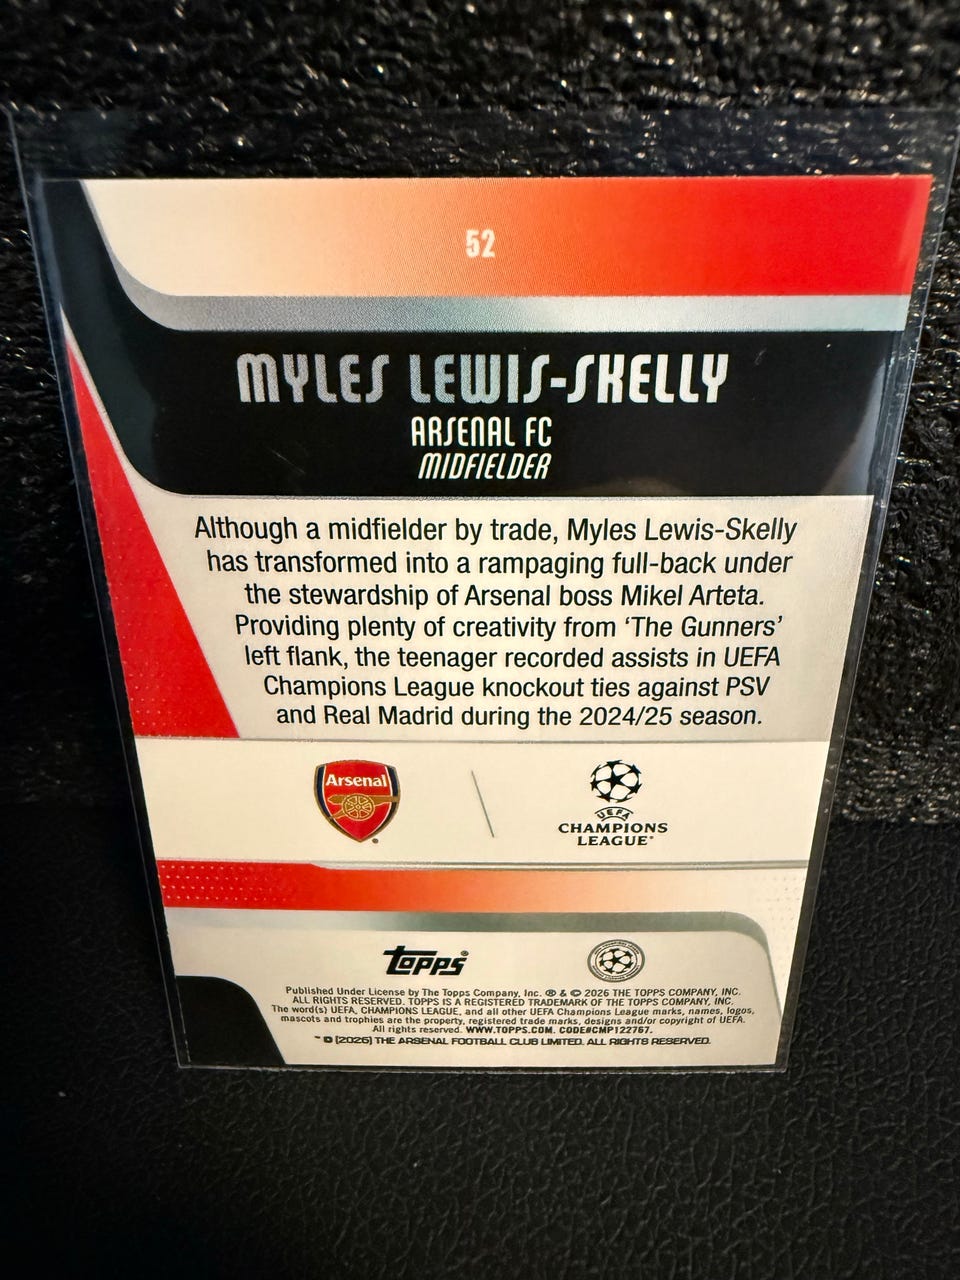 52
MYLES LEWIS-SKELLY
ARSENAL FC
MIDFIELDER
Although a midfielder by trade, Myles Lewis-Skelly
has transformed into a rampaging full-back under
the stewardship of Arsenal boss Mikel Arteta.
Providing plenty of creativity from ‘The Gunners’
left flank, the teenager recorded assists in UEFA
Champions League knockout ties against PSV
and Real Madrid during the 2024/25 season.
Arsenal
UEFA
CHAMPIONS
LEAGUE®
Topps®
Published Under License by The Topps Company, Inc. ® & © 2026 THE TOPPS COMPANY, INC.
ALL RIGHTS RESERVED. TOPPS IS A REGISTERED TRADEMARK OF THE TOPPS COMPANY, INC.
The word(s) UEFA, CHAMPIONS LEAGUE, and all other UEFA Champions League marks, names, logos,
mascots and trophies are the property, registered trade marks, designs and/or copyright of UEFA.
All rights reserved. WWW.TOPPS.COM. CODE#CMP122767.
™ © [2026] THE ARSENAL FOOTBALL CLUB LIMITED. ALL RIGHTS RESERVED.